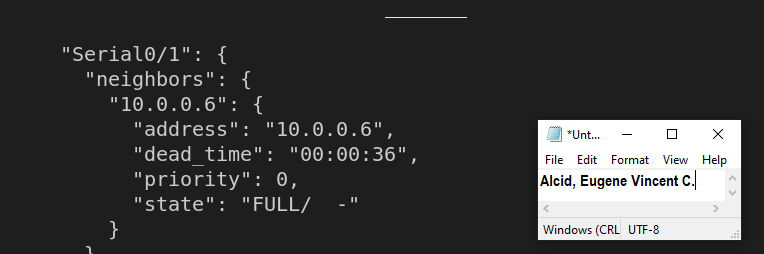 "Serial0/1": {
"neighbors": {
"10.0.0.6": {
"address": "10.0.0.6",
"dead_time": "00:00:36",
"priority": 0,
"state": "FULL/  -"
}
}
*Unt...
File Edit Format View Help
Alcid, Eugene Vincent C.
Windows (CRL UTF-8